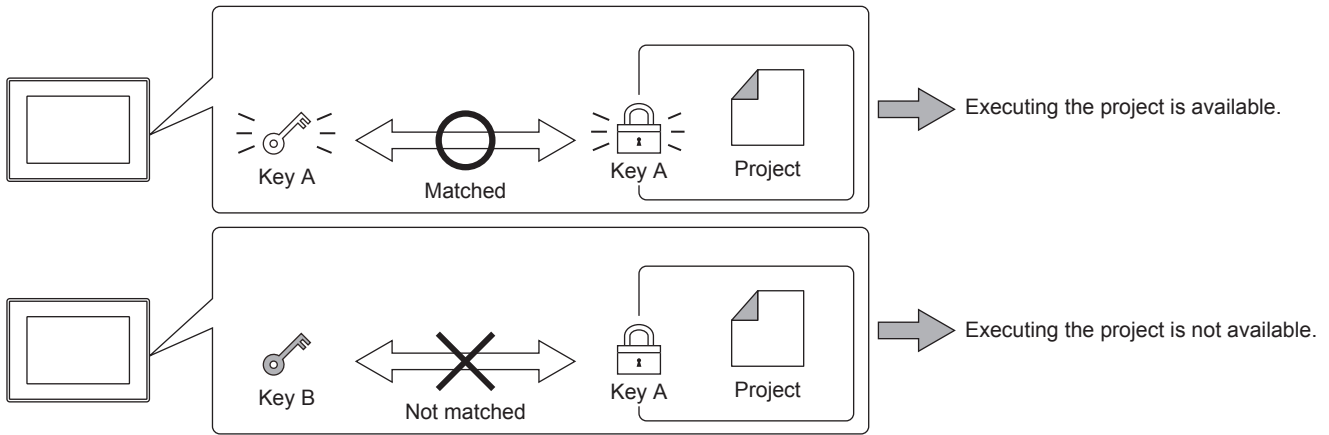 Key A
Matched
Key A
Project
Executing the project is available.
Key B
Not matched
Key A
Project
Executing the project is not available.